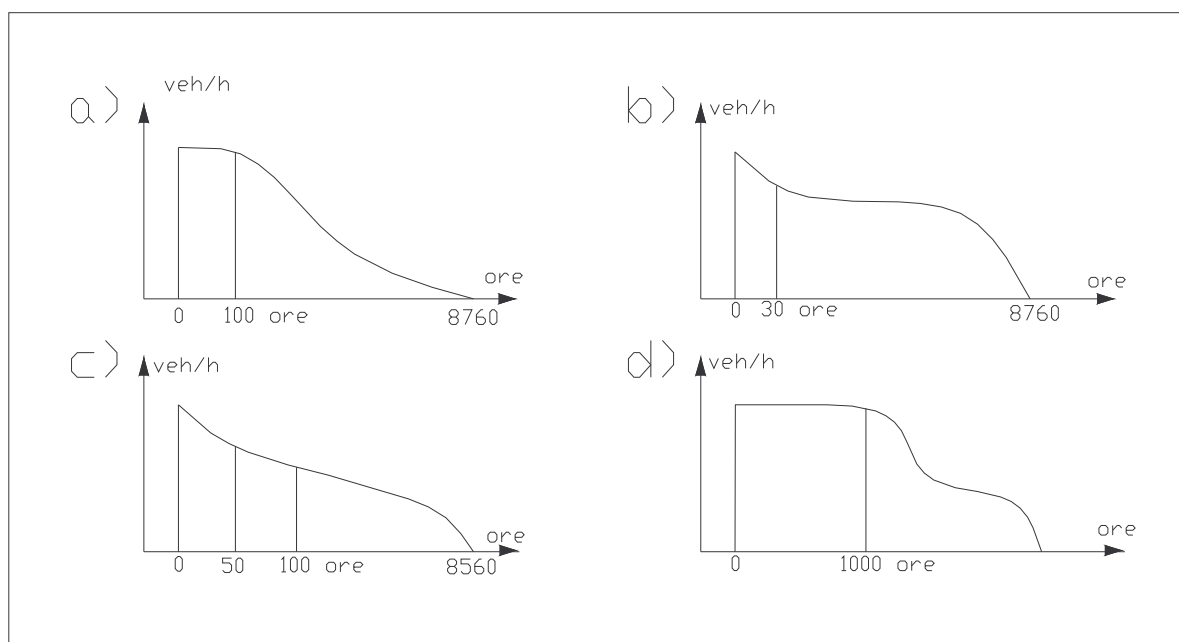 a)
veh/h
ore
0 100 ore 8760
b)
veh/h
ore
0 30 ore 8760
c)
veh/h
ore
0 50 100 ore 8560
d)
veh/h
ore
0 1000 ore